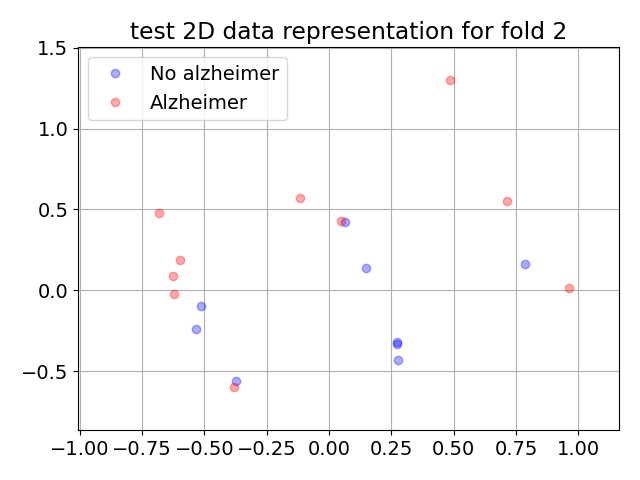 test 2D data representation for fold 2
No alzheimer
Alzheimer
1.5
1.0
0.5
0.0
−0.5
−1.00 −0.75 −0.50 −0.25 0.00 0.25 0.50 0.75 1.00